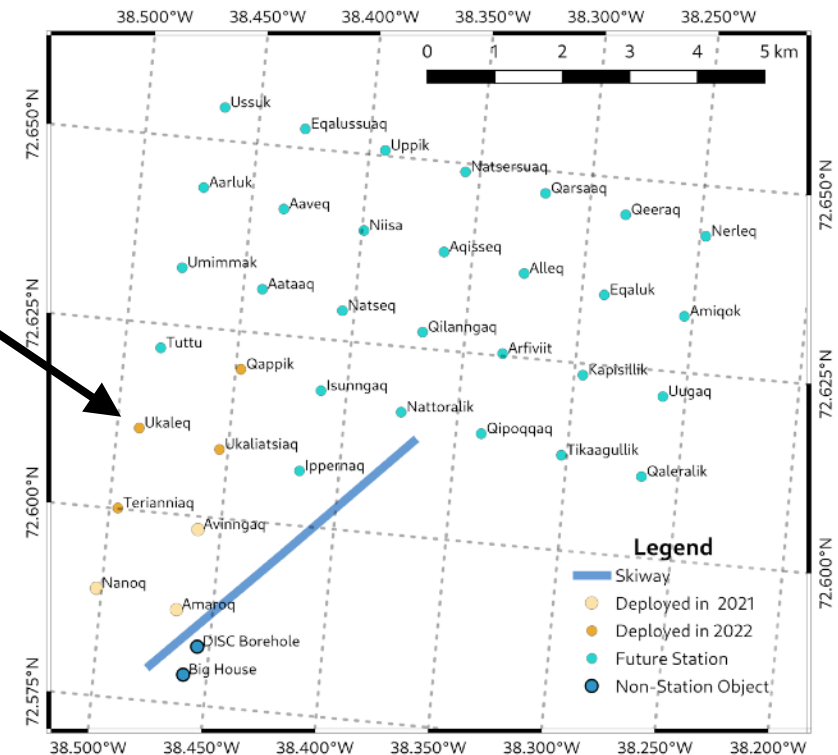 38.500°W 38.450°W 38.400°W 38.350°W 38.300°W 38.250°W
0 1 2 3 4 5 km
72.650°N
72.625°N
72.600°N
72.575°N
72.650°N
72.625°N
72.600°N
Ussuk
Eqalussuaq
Uppik
Natsersuaq
Aarluk
Qarsaaq
Aaveq
Qeeraq
Niisa
Nerleq
Aqisseq
Umimmak
Alleq
Aataaq
Eqaluk
Natseq
Amiqok
Qilanngaq
Tuttu
Arfiviit
Qappik
Kapisillik
Isunngaq
Uugaq
Nattoralik
Ukaleq
Qipoqqaq
Ukaliatsiaq
Tikaagullik
Ippernaq
Qaleralik
Terianniaq
Avinngaq
Nanoq
Amaroq
DISC Borehole
Big House
Legend
Skiway
Deployed in 2021
Deployed in 2022
Future Station
Non-Station Object
38.500°W 38.450°W 38.400°W 38.350°W 38.300°W 38.250°W 38.200°W